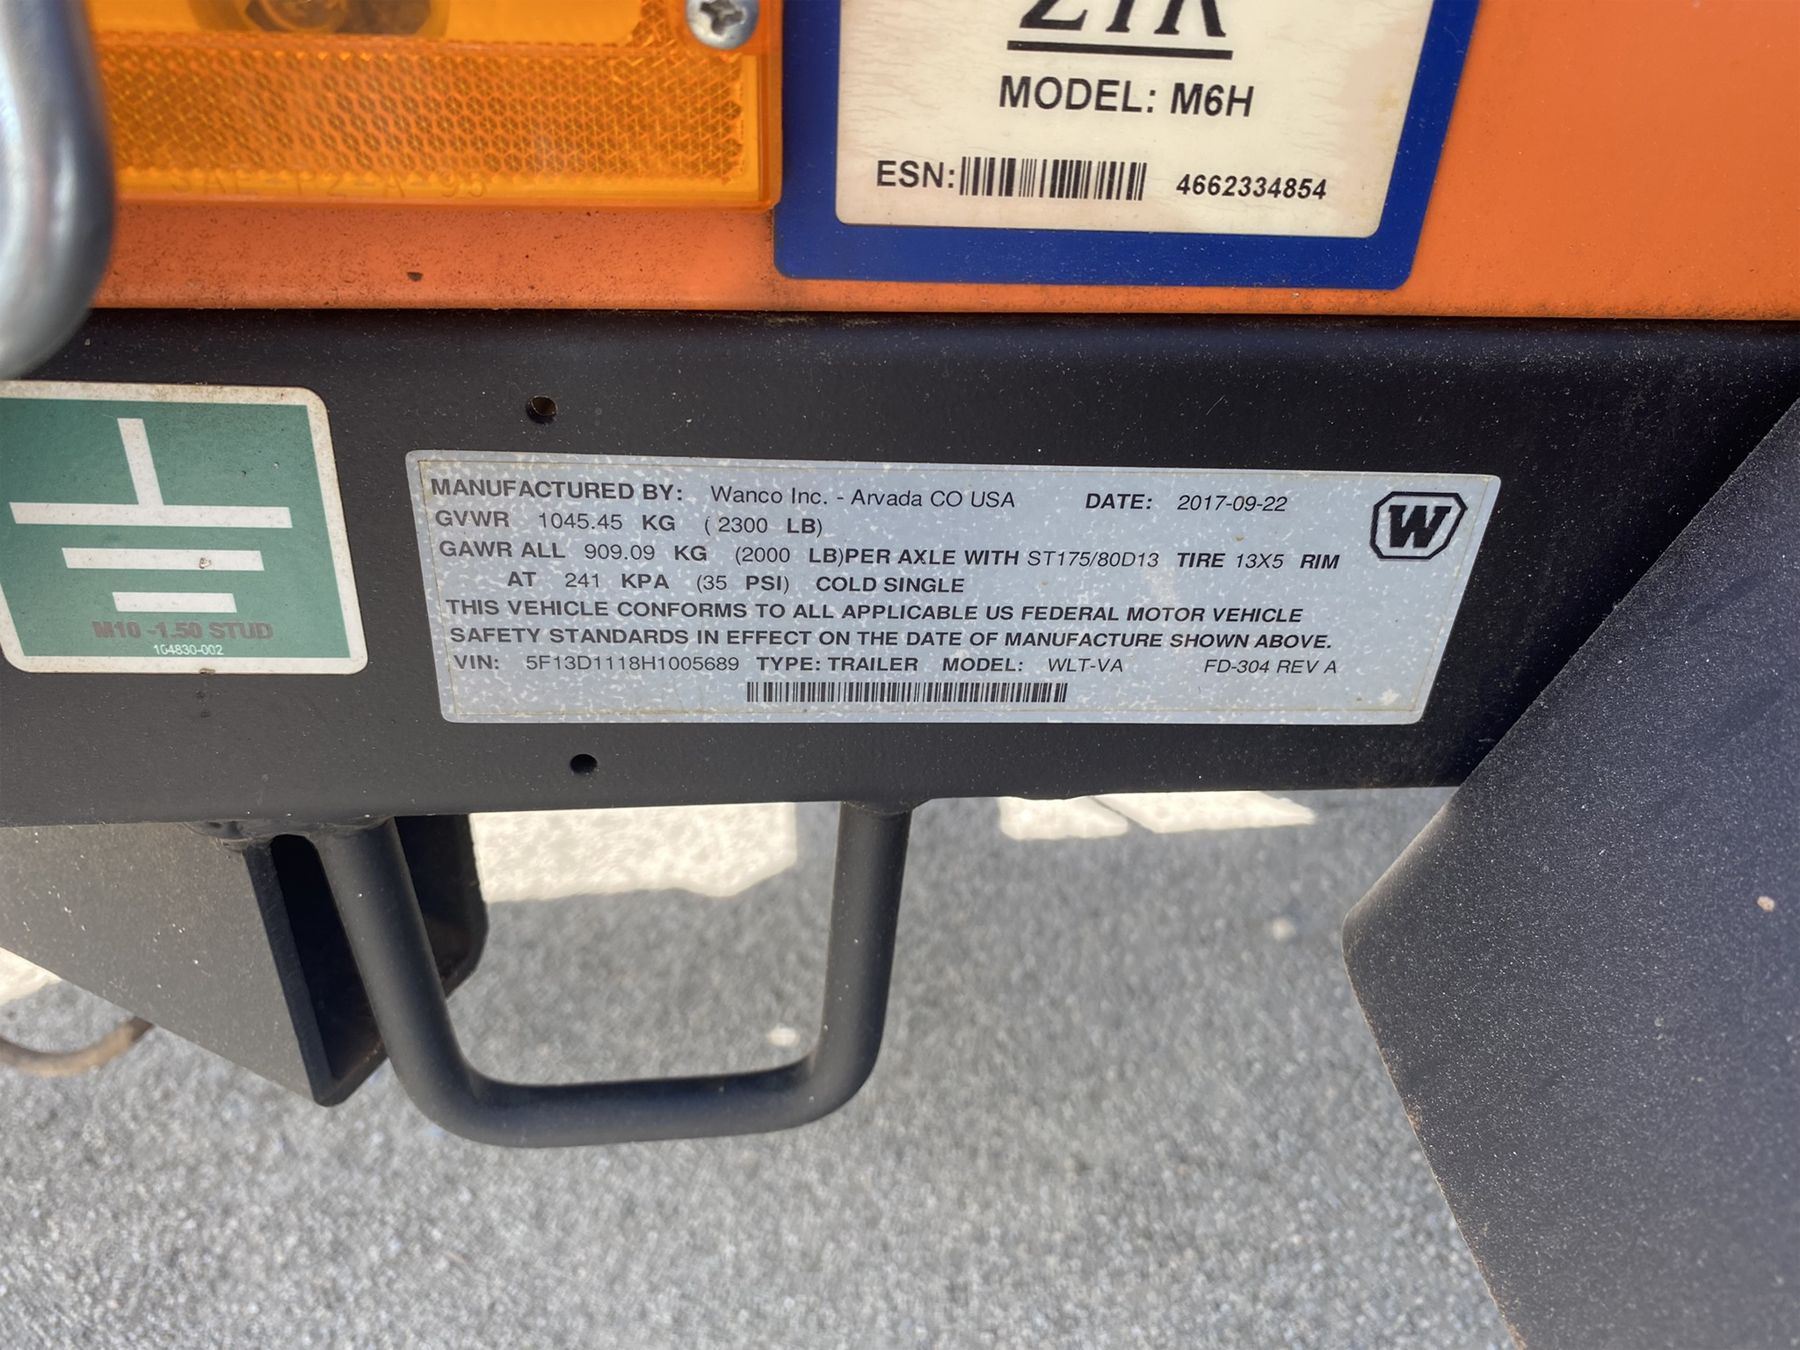 MODEL: M6H
ESN: 4662334854
SAE-P2-A-95
M10 -1.50 STUD
104830-002
MANUFACTURED BY: Wanco Inc. - Arvada CO USA DATE: 2017-09-22
W
GVWR 1045.45 KG ( 2300 LB)
GAWR ALL 909.09 KG (2000 LB)PER AXLE WITH ST175/80D13 TIRE 13X5 RIM
AT 241 KPA (35 PSI) COLD SINGLE
THIS VEHICLE CONFORMS TO ALL APPLICABLE US FEDERAL MOTOR VEHICLE
SAFETY STANDARDS IN EFFECT ON THE DATE OF MANUFACTURE SHOWN ABOVE.
VIN: 5F13D1118H1005689 TYPE: TRAILER MODEL: WLT-VA FD-304 REV A